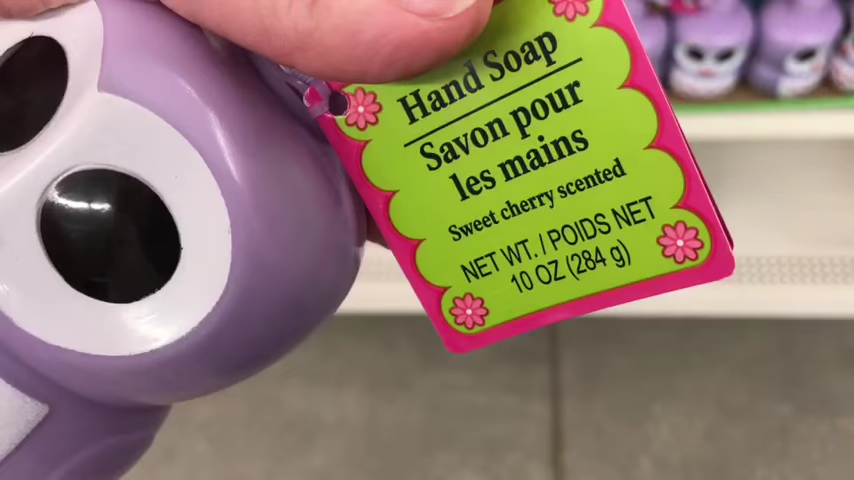 Hand Soap
Savon pour
les mains
Sweet cherry scented
NET WT. / POIDS NET
10 OZ (284 g)